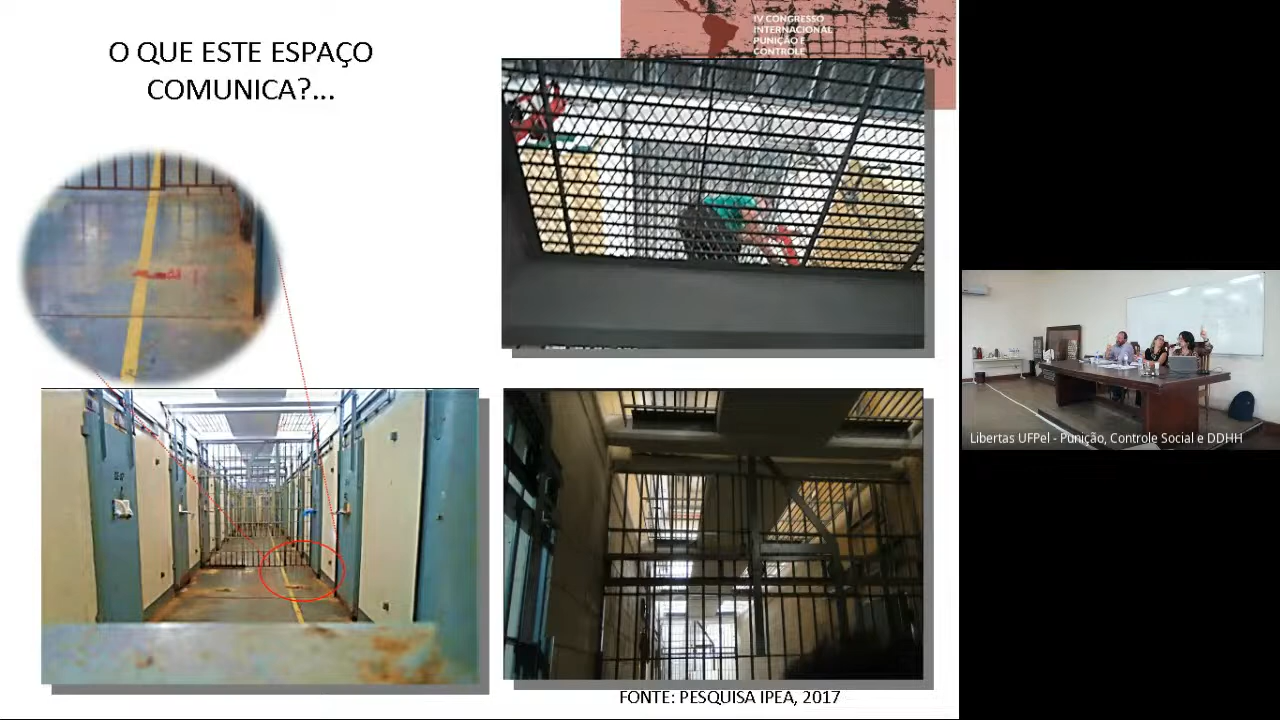 O QUE ESTE ESPAÇO
COMUNICA?...
IV CONGRESSO
INTERNACIONAL
PUNIÇÃO E
CONTROLE
Libertas UFPel - Punição, Controle Social e DDHH
FONTE: PESQUISA IPEA, 2017